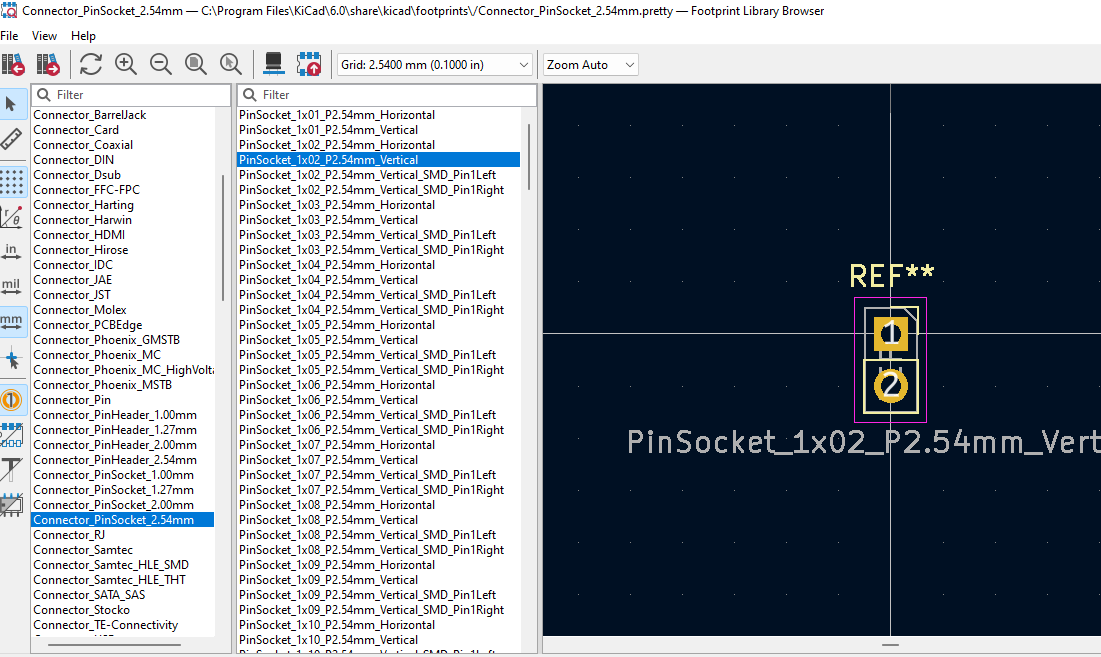 Connector_PinSocket_2.54mm — C:\Program Files\KiCad\6.0\share\kicad\footprints\/Connector_PinSocket_2.54mm.pretty — Footprint Library Browser
File View Help
Grid: 2.5400 mm (0.1000 in) Zoom Auto
Filter
Connector_BarrelJack
Connector_Card
Connector_Coaxial
Connector_DIN
Connector_Dsub
Connector_FFC-FPC
Connector_Harting
Connector_Harwin
Connector_HDMI
Connector_Hirose
Connector_IDC
Connector_JAE
Connector_JST
Connector_Molex
Connector_PCBEdge
Connector_Phoenix_GMSTB
Connector_Phoenix_MC
Connector_Phoenix_MC_HighVolta
Connector_Phoenix_MSTB
Connector_Pin
Connector_PinHeader_1.00mm
Connector_PinHeader_1.27mm
Connector_PinHeader_2.00mm
Connector_PinHeader_2.54mm
Connector_PinSocket_1.00mm
Connector_PinSocket_1.27mm
Connector_PinSocket_2.00mm
Connector_PinSocket_2.54mm
Connector_RJ
Connector_Samtec
Connector_Samtec_HLE_SMD
Connector_Samtec_HLE_THT
Connector_SATA_SAS
Connector_Stocko
Connector_TE-Connectivity
Filter
PinSocket_1x01_P2.54mm_Horizontal
PinSocket_1x01_P2.54mm_Vertical
PinSocket_1x02_P2.54mm_Horizontal
PinSocket_1x02_P2.54mm_Vertical
PinSocket_1x02_P2.54mm_Vertical_SMD_Pin1Left
PinSocket_1x02_P2.54mm_Vertical_SMD_Pin1Right
PinSocket_1x03_P2.54mm_Horizontal
PinSocket_1x03_P2.54mm_Vertical
PinSocket_1x03_P2.54mm_Vertical_SMD_Pin1Left
PinSocket_1x03_P2.54mm_Vertical_SMD_Pin1Right
PinSocket_1x04_P2.54mm_Horizontal
PinSocket_1x04_P2.54mm_Vertical
PinSocket_1x04_P2.54mm_Vertical_SMD_Pin1Left
PinSocket_1x04_P2.54mm_Vertical_SMD_Pin1Right
PinSocket_1x05_P2.54mm_Horizontal
PinSocket_1x05_P2.54mm_Vertical
PinSocket_1x05_P2.54mm_Vertical_SMD_Pin1Left
PinSocket_1x05_P2.54mm_Vertical_SMD_Pin1Right
PinSocket_1x06_P2.54mm_Horizontal
PinSocket_1x06_P2.54mm_Vertical
PinSocket_1x06_P2.54mm_Vertical_SMD_Pin1Left
PinSocket_1x06_P2.54mm_Vertical_SMD_Pin1Right
PinSocket_1x07_P2.54mm_Horizontal
PinSocket_1x07_P2.54mm_Vertical
PinSocket_1x07_P2.54mm_Vertical_SMD_Pin1Left
PinSocket_1x07_P2.54mm_Vertical_SMD_Pin1Right
PinSocket_1x08_P2.54mm_Horizontal
PinSocket_1x08_P2.54mm_Vertical
PinSocket_1x08_P2.54mm_Vertical_SMD_Pin1Left
PinSocket_1x08_P2.54mm_Vertical_SMD_Pin1Right
PinSocket_1x09_P2.54mm_Horizontal
PinSocket_1x09_P2.54mm_Vertical
PinSocket_1x09_P2.54mm_Vertical_SMD_Pin1Left
PinSocket_1x09_P2.54mm_Vertical_SMD_Pin1Right
PinSocket_1x10_P2.54mm_Horizontal
PinSocket_1x10_P2.54mm_Vertical
in
mil
mm
REF**
1
2
PinSocket_1x02_P2.54mm_Vert